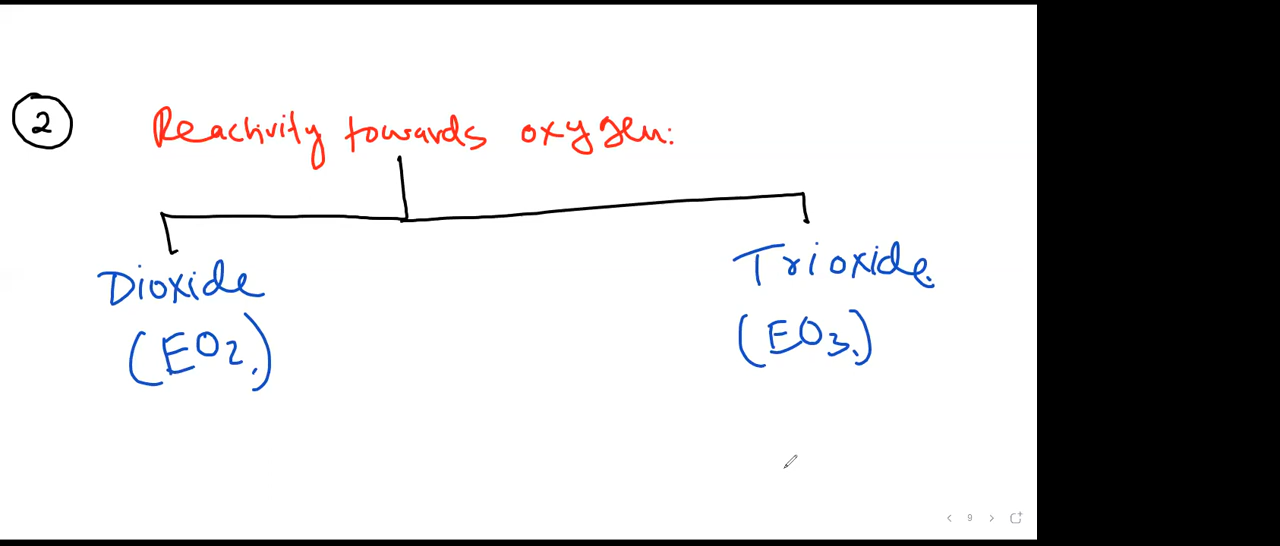 2 Reactivity towards oxygen:
Dioxide Trioxide.
(EO2.) (EO3.)
< 9 >